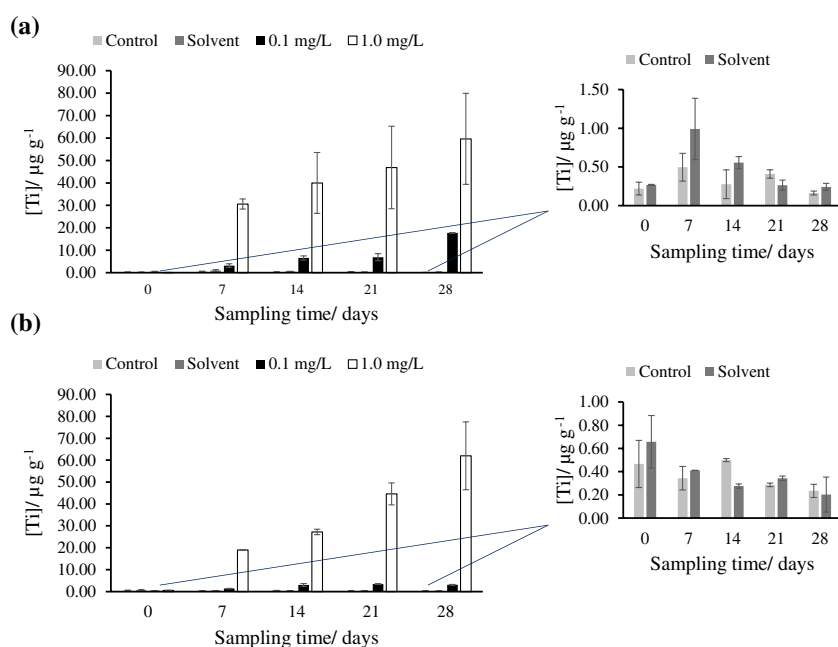 (a)
Control Solvent 0.1 mg/L 1.0 mg/L
90.00
80.00
70.00
60.00
50.00
40.00
30.00
20.00
10.00
0.00
[Ti]/ µg g-1
0 7 14 21 28
Sampling time/ days
Control Solvent
1.50
1.00
0.50
0.00
[Ti]/ µg g-1
0 7 14 21 28
Sampling time/ days
(b)
Control Solvent 0.1 mg/L 1.0 mg/L
90.00
80.00
70.00
60.00
50.00
40.00
30.00
20.00
10.00
0.00
[Ti]/ µg g-1
0 7 14 21 28
Sampling time/ days
Control Solvent
1.00
0.80
0.60
0.40
0.20
0.00
[Ti]/ µg g-1
0 7 14 21 28
Sampling time/ days